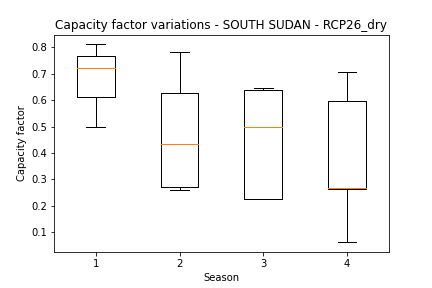 Capacity factor variations - SOUTH SUDAN - RCP26_dry
0.8
0.7
0.6
0.5
0.4
0.3
0.2
0.1
Capacity factor
1 2 3 4
Season